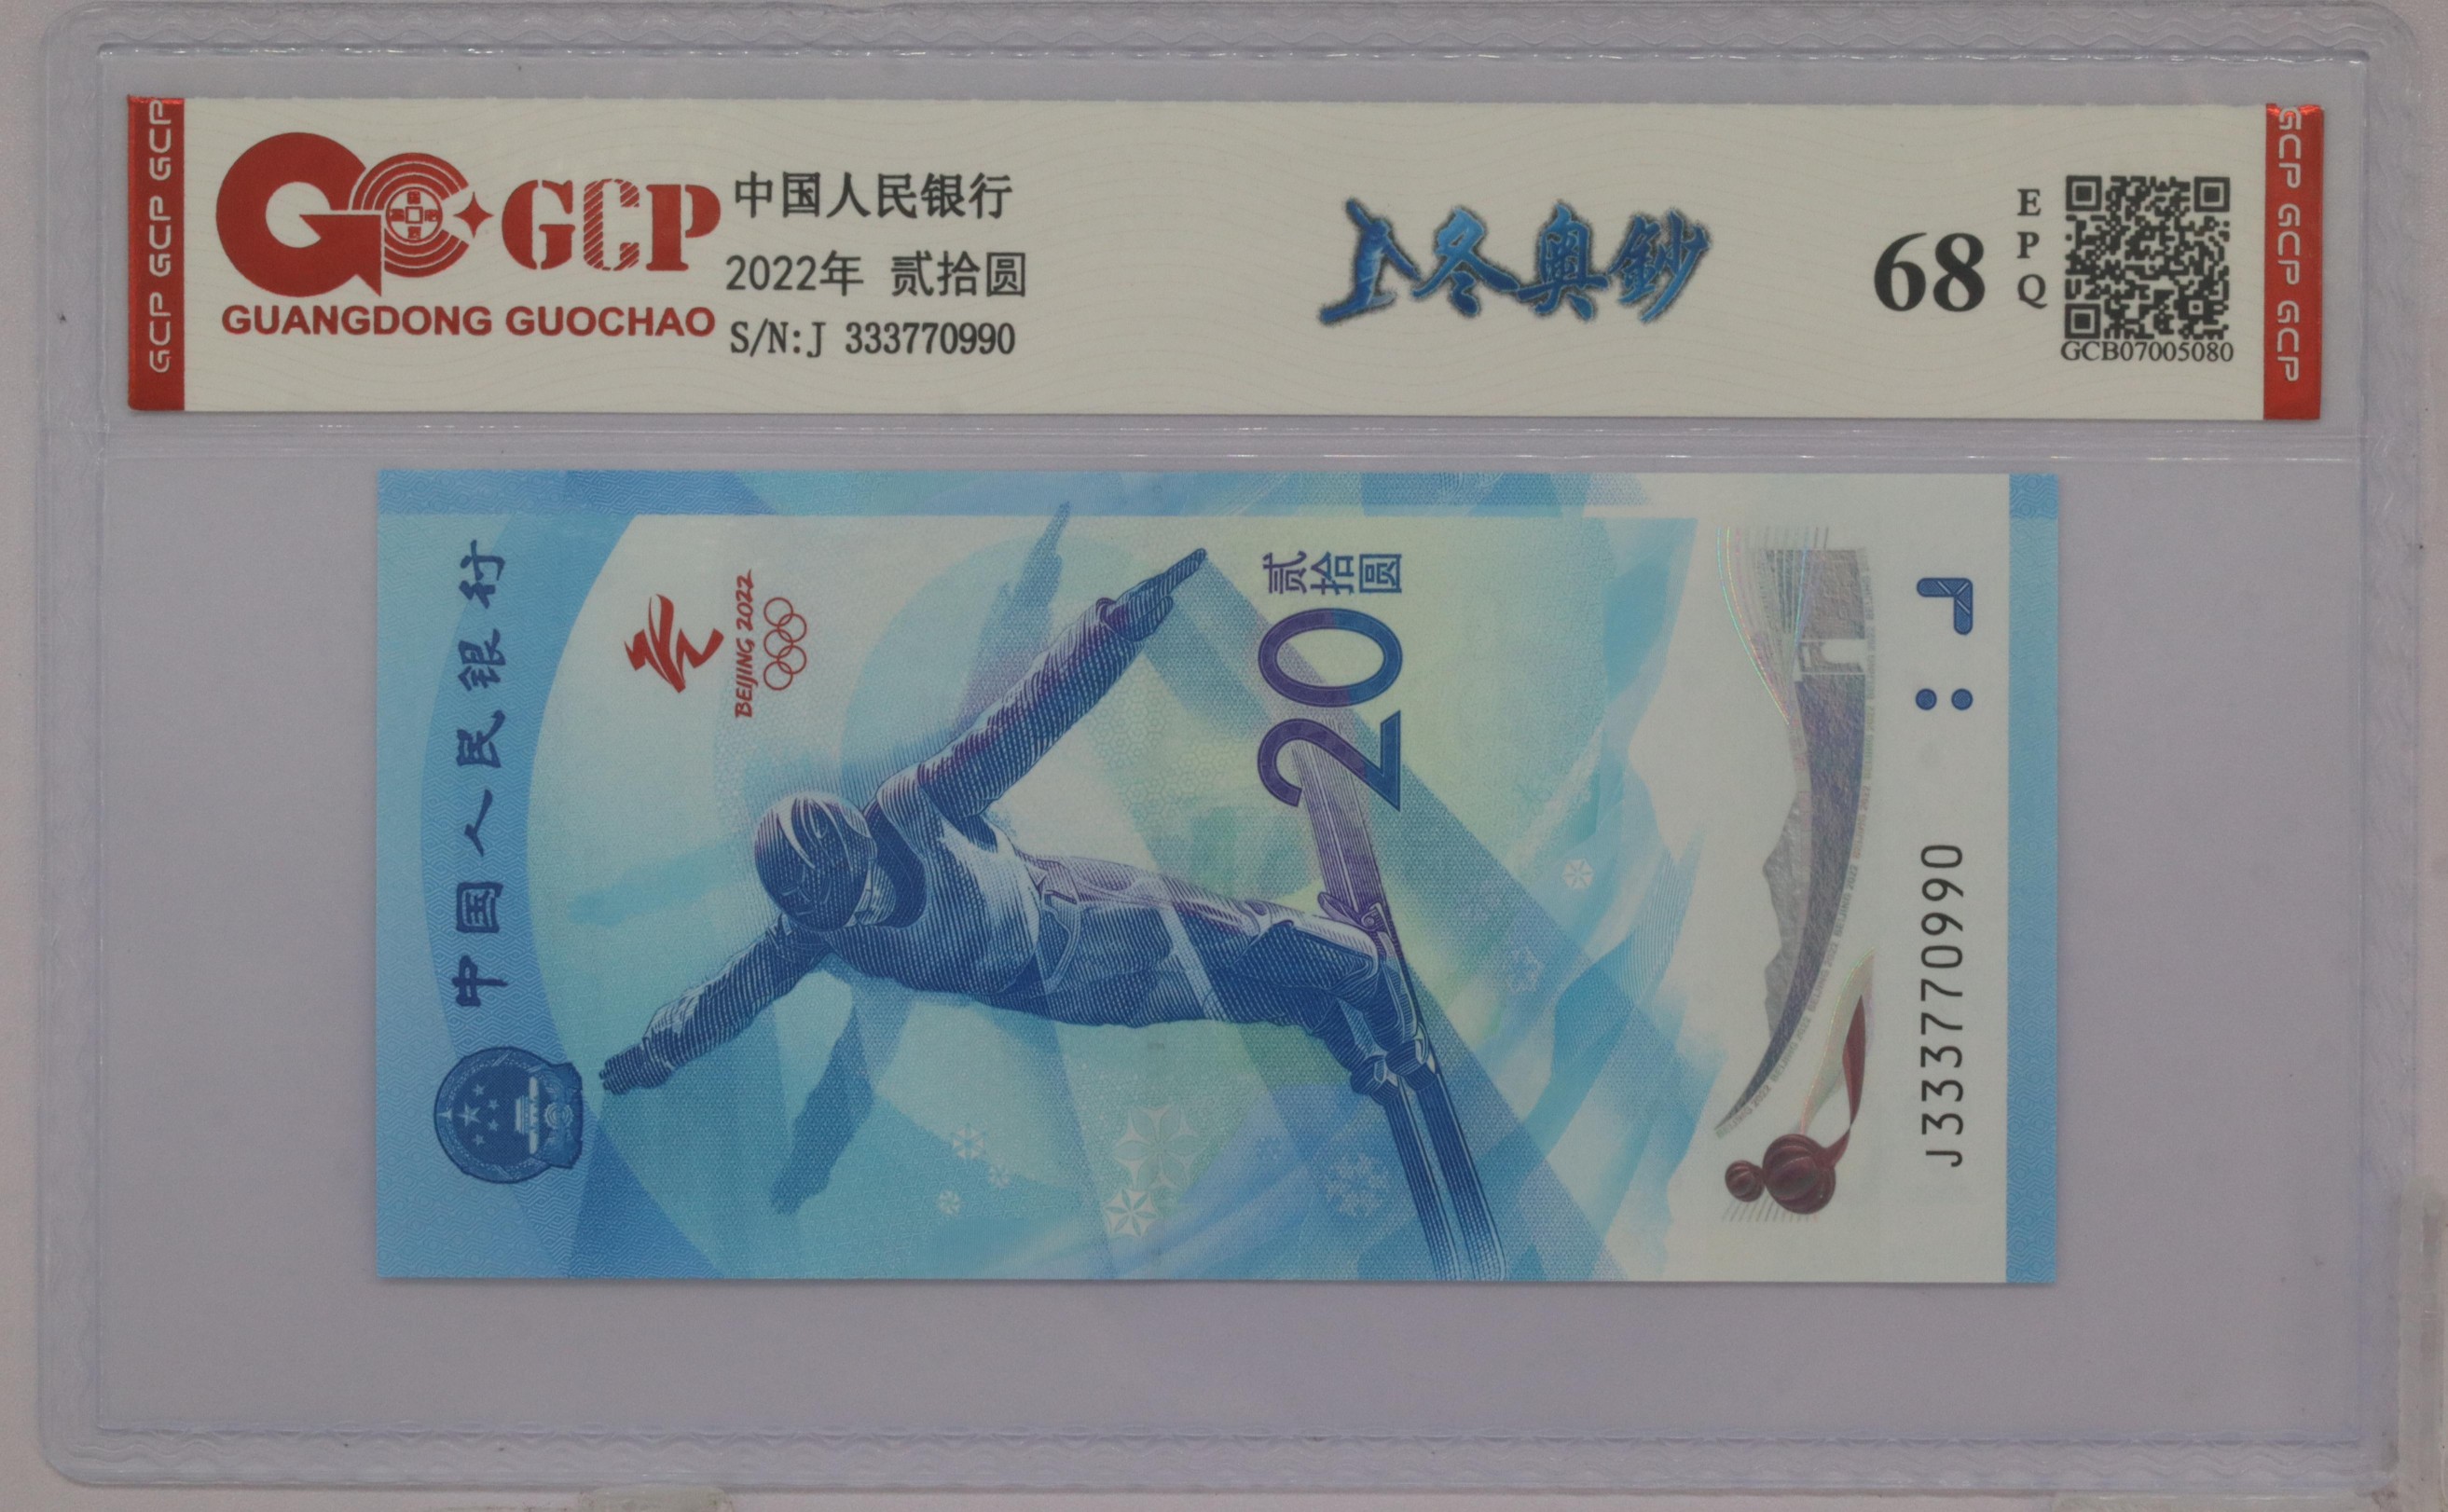 GCP GCP GCP
GCP
GUANGDONG GUOCHAO
中国人民银行
2022年 贰拾圆
S/N:J 333770990
冬奥鈔
68
EPQ
GCB07005080
GCP GCP GCP
中国人民银行
BEIJING 2022
贰拾圆
20
J333770990